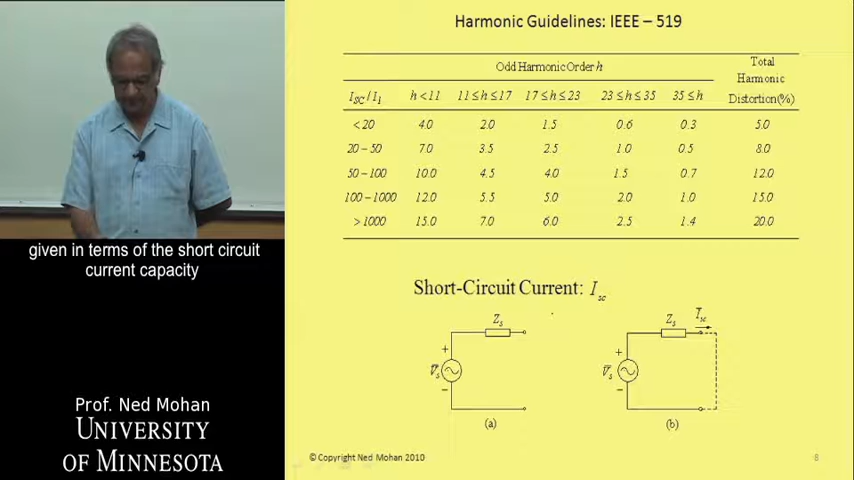 Harmonic Guidelines: IEEE – 519
Odd Harmonic Order h
Total Harmonic Distortion(%)
I_SC/I_1 h < 11 11 ≤ h ≤ 17 17 ≤ h ≤ 23 23 ≤ h ≤ 35 35 ≤ h
< 20 4.0 2.0 1.5 0.6 0.3 5.0
20 – 50 7.0 3.5 2.5 1.0 0.5 8.0
50 – 100 10.0 4.5 4.0 1.5 0.7 12.0
100 – 1000 12.0 5.5 5.0 2.0 1.0 15.0
> 1000 15.0 7.0 6.0 2.5 1.4 20.0
given in terms of the short circuit
current capacity
Short-Circuit Current: I_sc
Z_s
+
V_s
−
(a)
Z_s
I_sc
+
V_s
−
(b)
Prof. Ned Mohan
UNIVERSITY
OF MINNESOTA
© Copyright Ned Mohan 2010
8